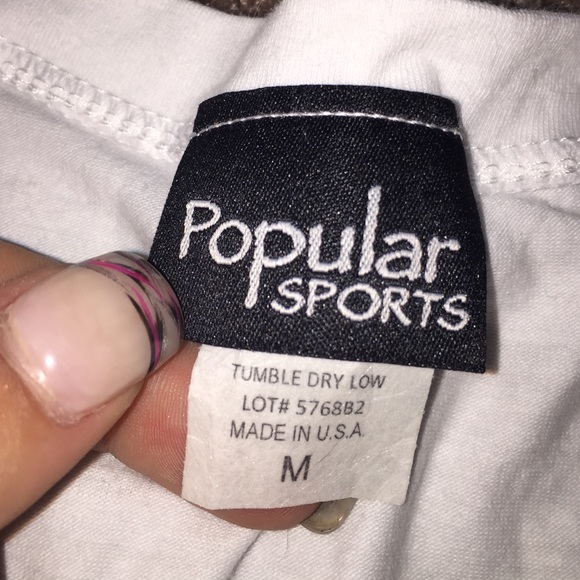 Popular
SPORTS
TUMBLE DRY LOW
LOT# 5768B2
MADE IN U.S.A.
M